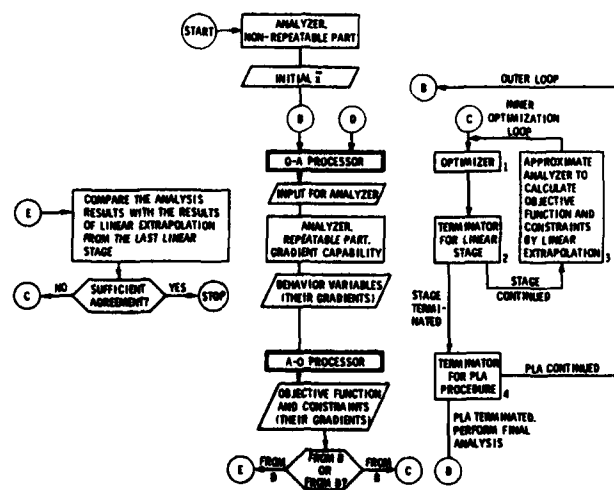 START
ANALYZER,
NON-REPEATABLE PART
INITIAL x̄
B
D
O-A PROCESSOR
INPUT FOR ANALYZER
ANALYZER,
REPEATABLE PART,
GRADIENT CAPABILITY
BEHAVIOR VARIABLES
(THEIR GRADIENTS)
A-O PROCESSOR
OBJECTIVE FUNCTION
AND CONSTRAINTS
(THEIR GRADIENTS)
FROM B
OR
FROM D?
FROM
D
E
FROM
B
C
E
COMPARE THE ANALYSIS
RESULTS WITH THE RESULTS
OF LINEAR EXTRAPOLATION
FROM THE LAST LINEAR
STAGE
SUFFICIENT
AGREEMENT?
NO
C
YES
STOP
OUTER LOOP
B
C
INNER
OPTIMIZATION
LOOP
OPTIMIZER
1
TERMINATOR
FOR LINEAR
STAGE
2
APPROXIMATE
ANALYZER TO
CALCULATE
OBJECTIVE
FUNCTION AND
CONSTRAINTS
BY LINEAR
EXTRAPOLATION
3
STAGE
CONTINUED
STAGE
TERMI-
NATED
TERMINATOR
FOR PLA
PROCEDURE
4
PLA CONTINUED
PLA TERMINATED,
PERFORM FINAL
ANALYSIS
D